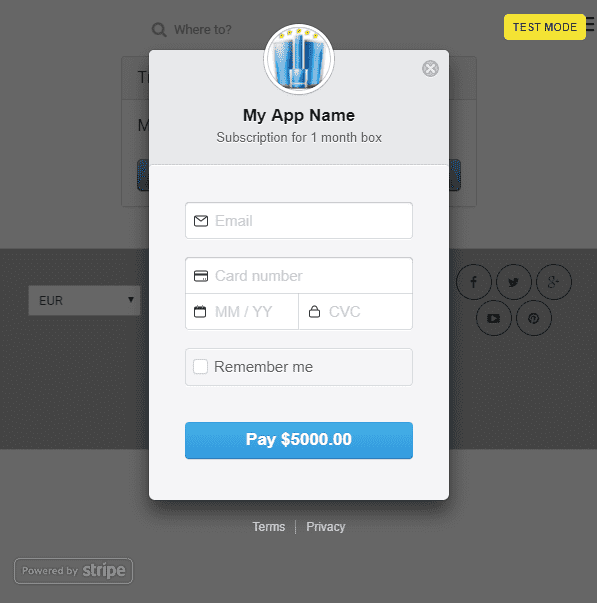 Where to?
TEST MODE
My App Name
Subscription for 1 month box
Email
Card number
MM / YY
CVC
EUR
Remember me
Pay $5000.00
Terms
Privacy
Powered by stripe